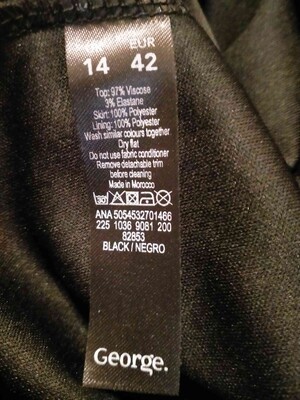 UK EUR
14 42
Top: 97% Viscose
3% Elastane
Skirt: 100% Polyester
Lining: 100% Polyester
Wash similar colours together
Dry flat
Do not use fabric conditioner
Remove detachable trim
before cleaning
Made in Morocco
30
ANA 5054532701466
225 1036 9081 200
82853
BLACK / NEGRO
George.